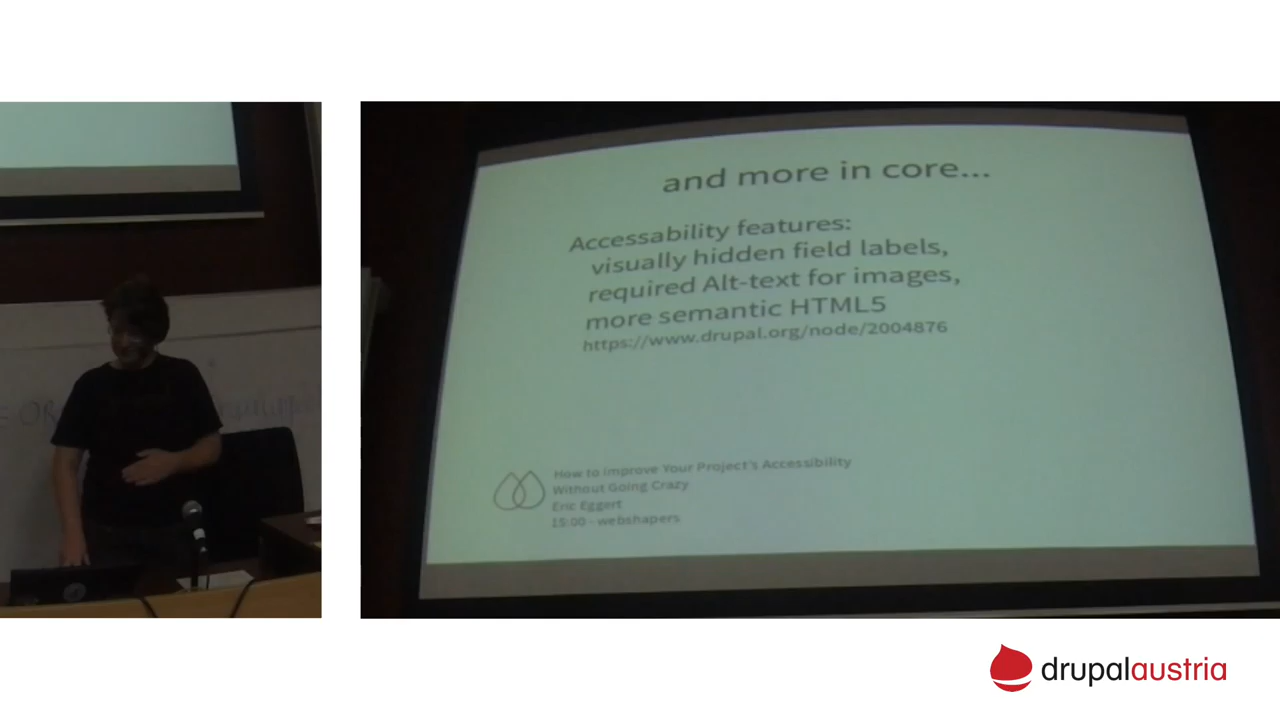 and more in core...
Accessability features:
visually hidden field labels,
required Alt-text for images,
more semantic HTML5
https://www.drupal.org/node/2004876
How to Improve Your Project's Accessibility
Without Going Crazy
Eric Eggert
15:00 - webshapers
drupalaustria